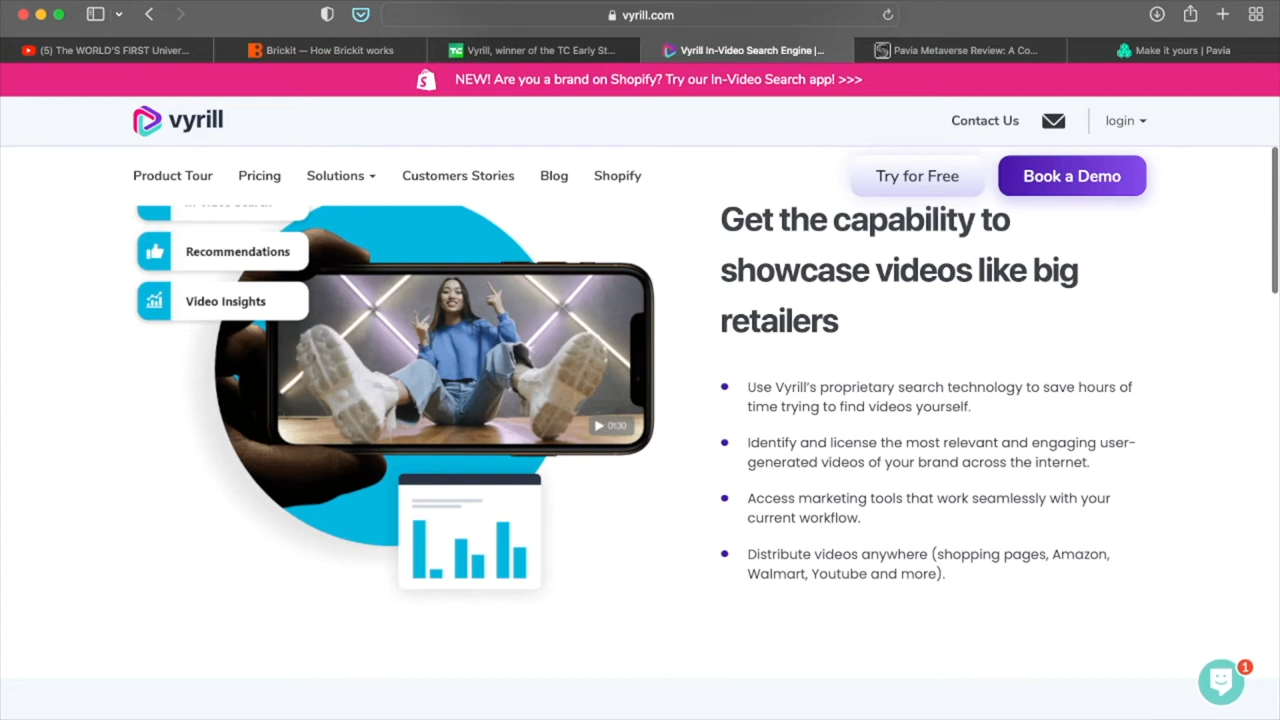 vyrill.com
(5) The WORLD'S FIRST Univer...
Brickit — How Brickit works
Vyrill, winner of the TC Early St...
Vyrill In-Video Search Engine |...
Pavia Metaverse Review: A Co...
Make it yours | Pavia
NEW! Are you a brand on Shopify? Try our In-Video Search app! >>>
vyrill
Contact Us
login
Product Tour
Pricing
Solutions
Customers Stories
Blog
Shopify
Try for Free
Book a Demo
In-Video Search
Recommendations
Video Insights
01:30
Get the capability to
showcase videos like big
retailers
Use Vyrill's proprietary search technology to save hours of
time trying to find videos yourself.
Identify and license the most relevant and engaging user-
generated videos of your brand across the internet.
Access marketing tools that work seamlessly with your
current workflow.
Distribute videos anywhere (shopping pages, Amazon,
Walmart, Youtube and more).
1